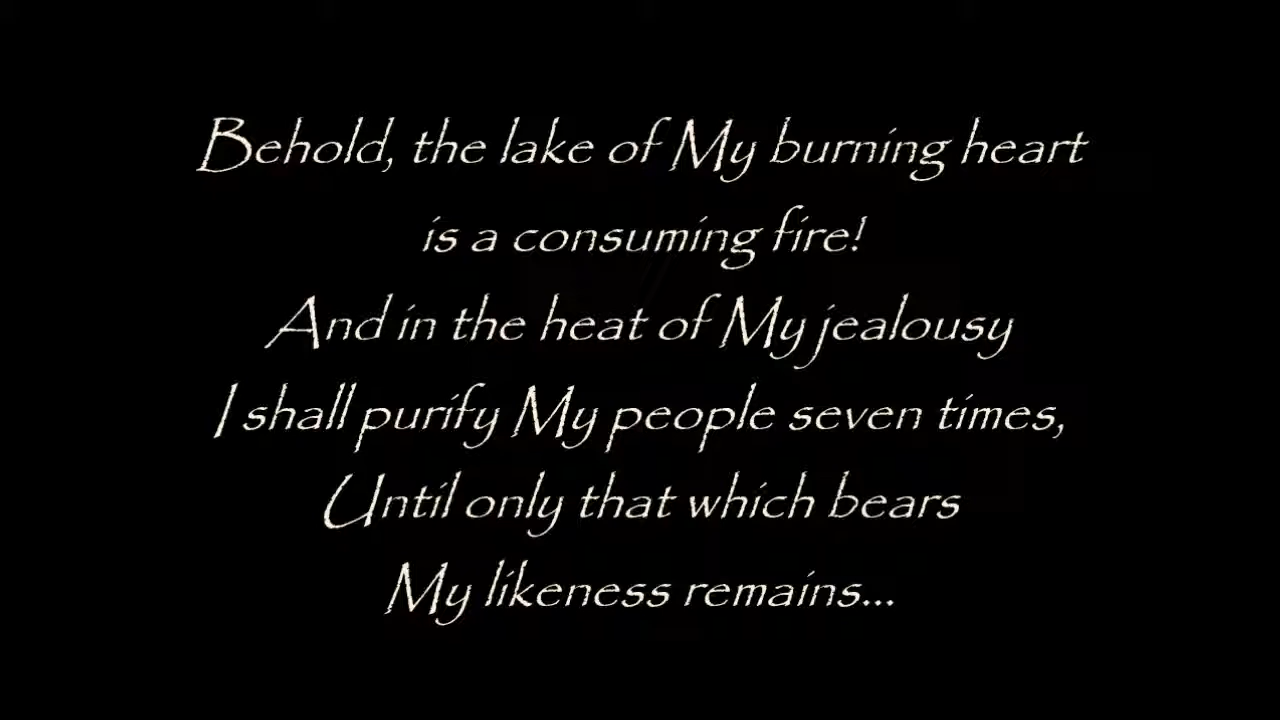 Behold, the lake of My burning heart
is a consuming fire!
And in the heat of My jealousy
I shall purify My people seven times,
Until only that which bears
My likeness remains...